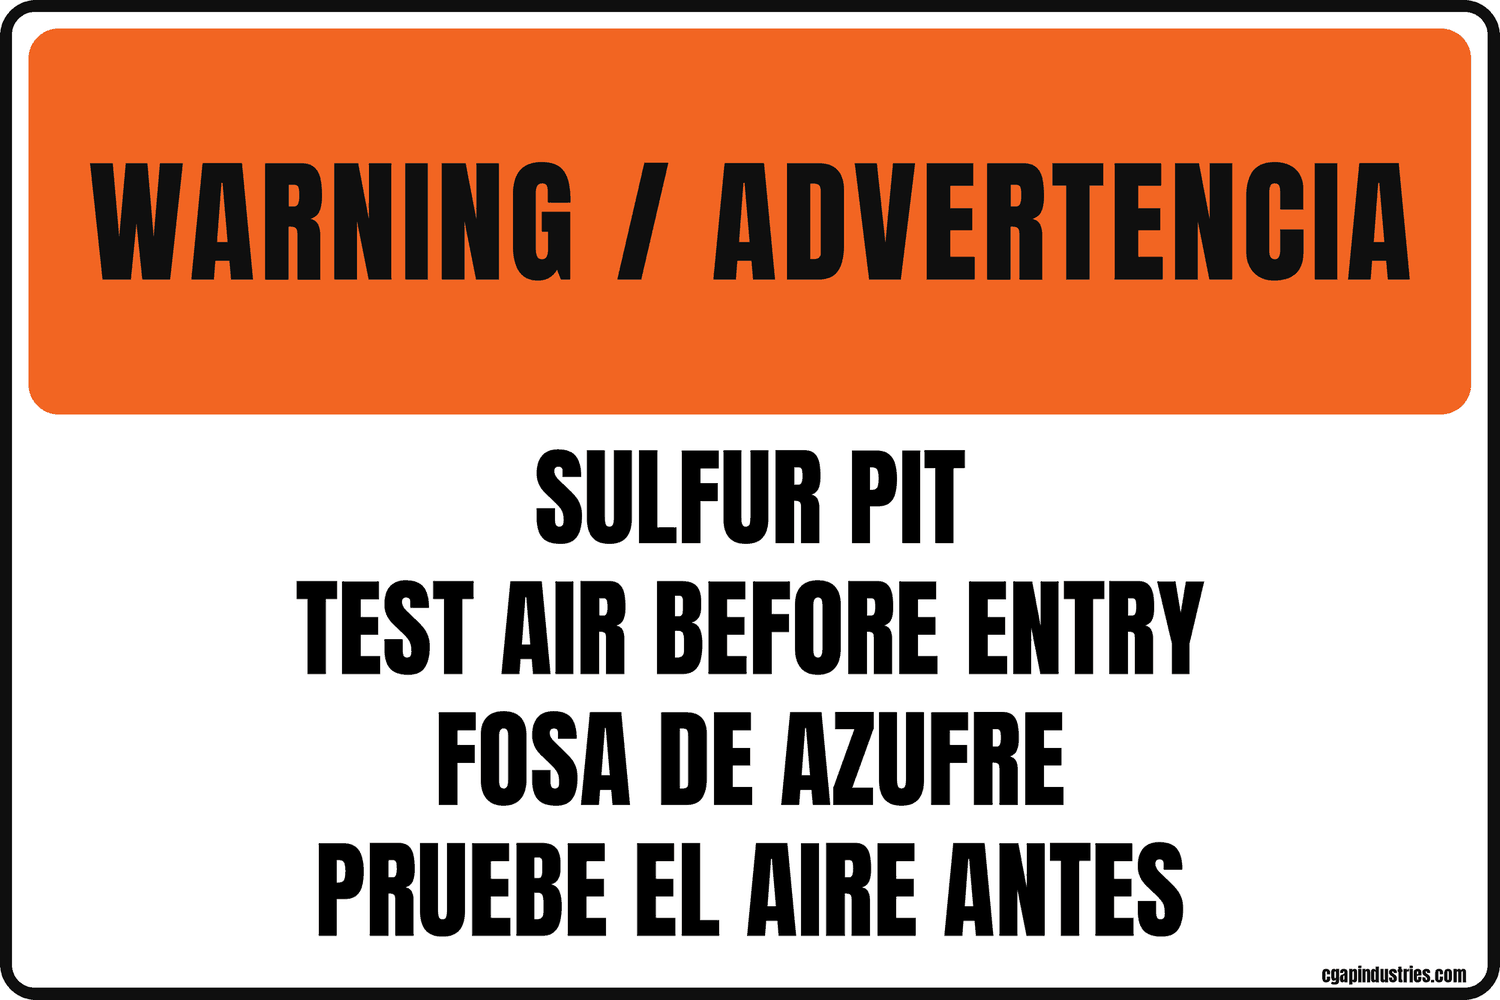 WARNING / ADVERTENCIA
SULFUR PIT
TEST AIR BEFORE ENTRY
FOSA DE AZUFRE
PRUEBE EL AIRE ANTES
cgapindustries.com